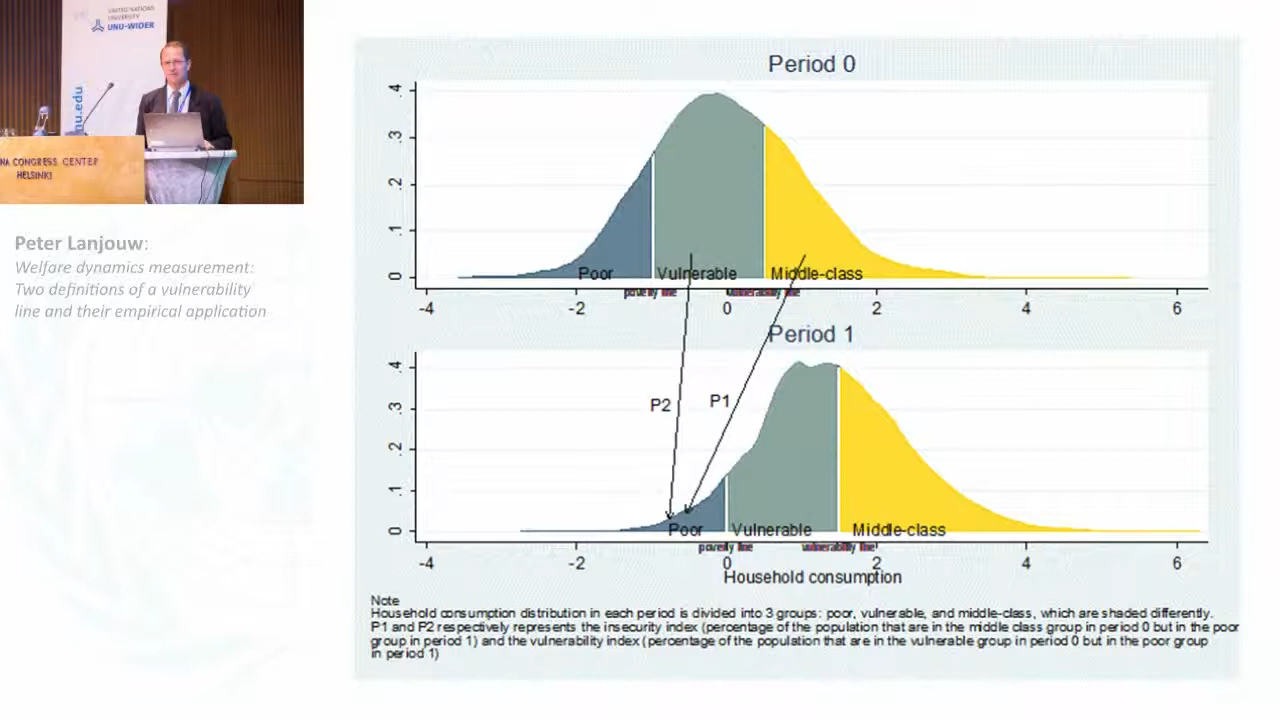 UNITED NATIONS
UNIVERSITY
UNU-WIDER
nu.edu
NA CONGRESS CENTER
HELSINKI
Peter Lanjouw:
Welfare dynamics measurement:
Two definitions of a vulnerability
line and their empirical application
Period 0
.4
.3
.2
.1
0
Poor
Vulnerable
Middle-class
poverty line
vulnerability line
-4
-2
0
2
4
6
Period 1
.4
.3
.2
.1
0
P2
P1
Poor
Vulnerable
Middle-class
poverty line
vulnerability line
-4
-2
0
2
4
6
Household consumption
Note
Household consumption distribution in each period is divided into 3 groups: poor, vulnerable, and middle-class, which are shaded differently.
P1 and P2 respectively represents the insecurity index (percentage of the population that are in the middle class group in period 0 but in the poor
group in period 1) and the vulnerability index (percentage of the population that are in the vulnerable group in period 0 but in the poor group
in period 1)